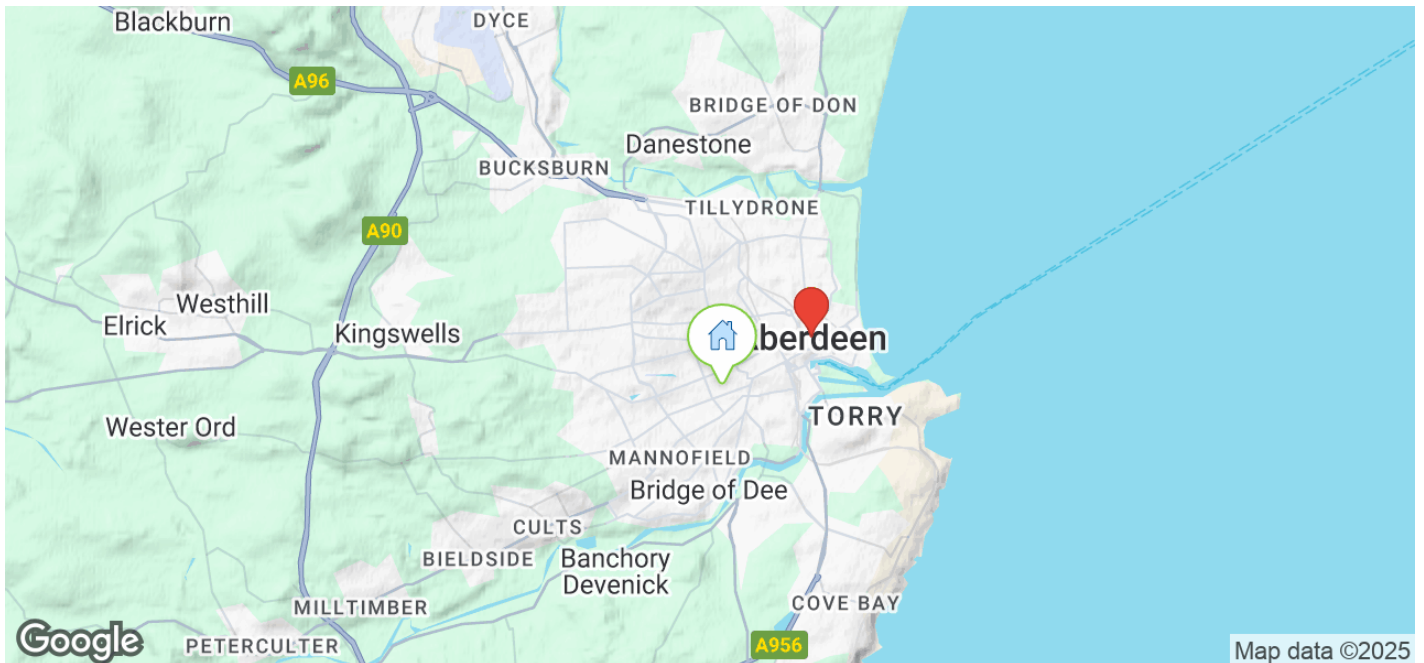 Blackburn
DYCE
A96
BRIDGE OF DON
Danestone
BUCKSBURN
TILLYDRONE
A90
Westhill
Elrick
Kingswells
berdeen
TORRY
Wester Ord
MANNOFIELD
Bridge of Dee
CULTS
BIELDSIDE
Banchory
Devenick
MILLTIMBER
COVE BAY
PETERCULTER
A956
Google
Map data ©2025